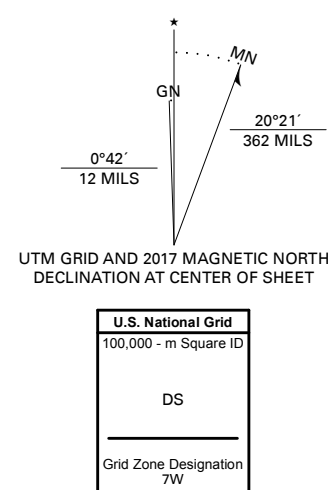 ★
MN
GN
20°21´
362 MILS
0°42´
12 MILS
UTM GRID AND 2017 MAGNETIC NORTH
DECLINATION AT CENTER OF SHEET
U.S. National Grid
100,000 - m Square ID
DS
Grid Zone Designation
7W